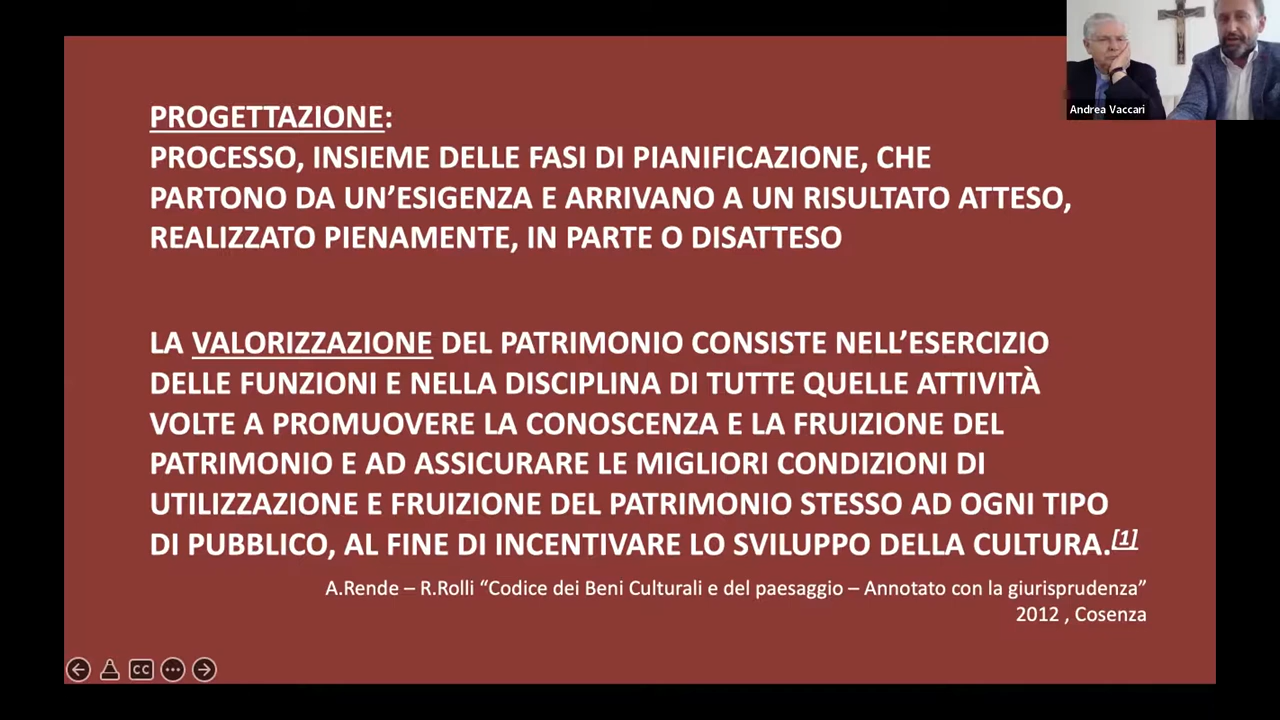 Andrea Vaccari
PROGETTAZIONE:
PROCESSO, INSIEME DELLE FASI DI PIANIFICAZIONE, CHE
PARTONO DA UN’ESIGENZA E ARRIVANO A UN RISULTATO ATTESO,
REALIZZATO PIENAMENTE, IN PARTE O DISATTESO
LA VALORIZZAZIONE DEL PATRIMONIO CONSISTE NELL’ESERCIZIO
DELLE FUNZIONI E NELLA DISCIPLINA DI TUTTE QUELLE ATTIVITÀ
VOLTE A PROMUOVERE LA CONOSCENZA E LA FRUIZIONE DEL
PATRIMONIO E AD ASSICURARE LE MIGLIORI CONDIZIONI DI
UTILIZZAZIONE E FRUIZIONE DEL PATRIMONIO STESSO AD OGNI TIPO
DI PUBBLICO, AL FINE DI INCENTIVARE LO SVILUPPO DELLA CULTURA.[1]
A.Rende – R.Rolli “Codice dei Beni Culturali e del paesaggio – Annotato con la giurisprudenza”
2012 , Cosenza
CC